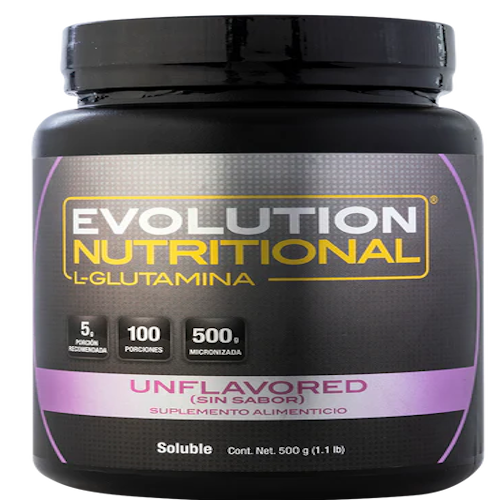 EVOLUTION®
NUTRITIONAL
L-GLUTAMINA
5g
PORCIÓN
RECOMENDADA
100
PORCIONES
500g
MICRONIZADA
UNFLAVORED
(SIN SABOR)
SUPLEMENTO ALIMENTICIO
Soluble Cont. Net. 500 g (1.1 lb)